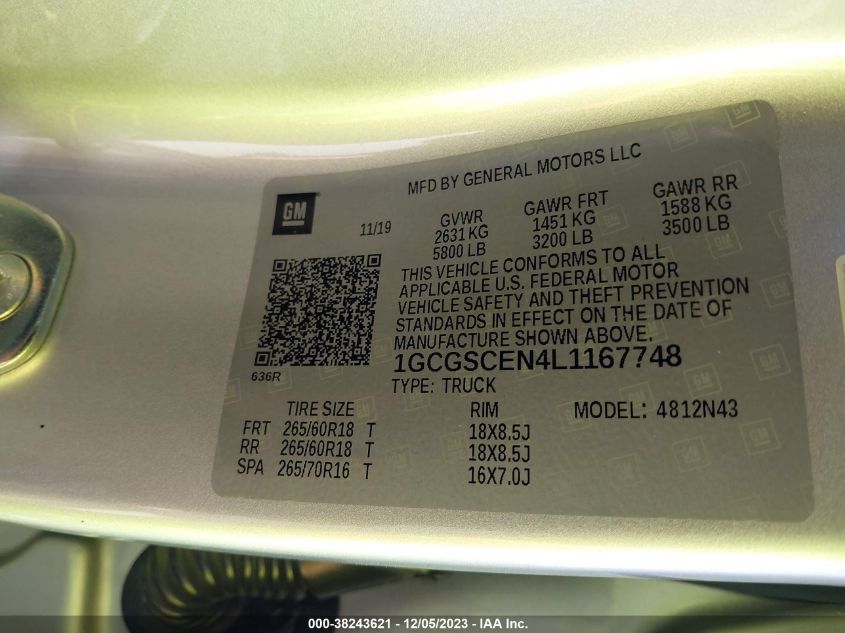 MFD BY GENERAL MOTORS LLC
GM
11/19
GVWR GAWR FRT GAWR RR
2631 KG 1451 KG 1588 KG
5800 LB 3200 LB 3500 LB
THIS VEHICLE CONFORMS TO ALL
APPLICABLE U.S. FEDERAL MOTOR
VEHICLE SAFETY AND THEFT PREVENTION
STANDARDS IN EFFECT ON THE DATE OF
MANUFACTURE SHOWN ABOVE.
636R
1GCGSCEN4L1167748
TYPE: TRUCK
TIRE SIZE RIM MODEL: 4812N43
FRT 265/60R18 T 18X8.5J
RR 265/60R18 T 18X8.5J
SPA 265/70R16 T 16X7.0J
000-38243621 - 12/05/2023 - IAA Inc.